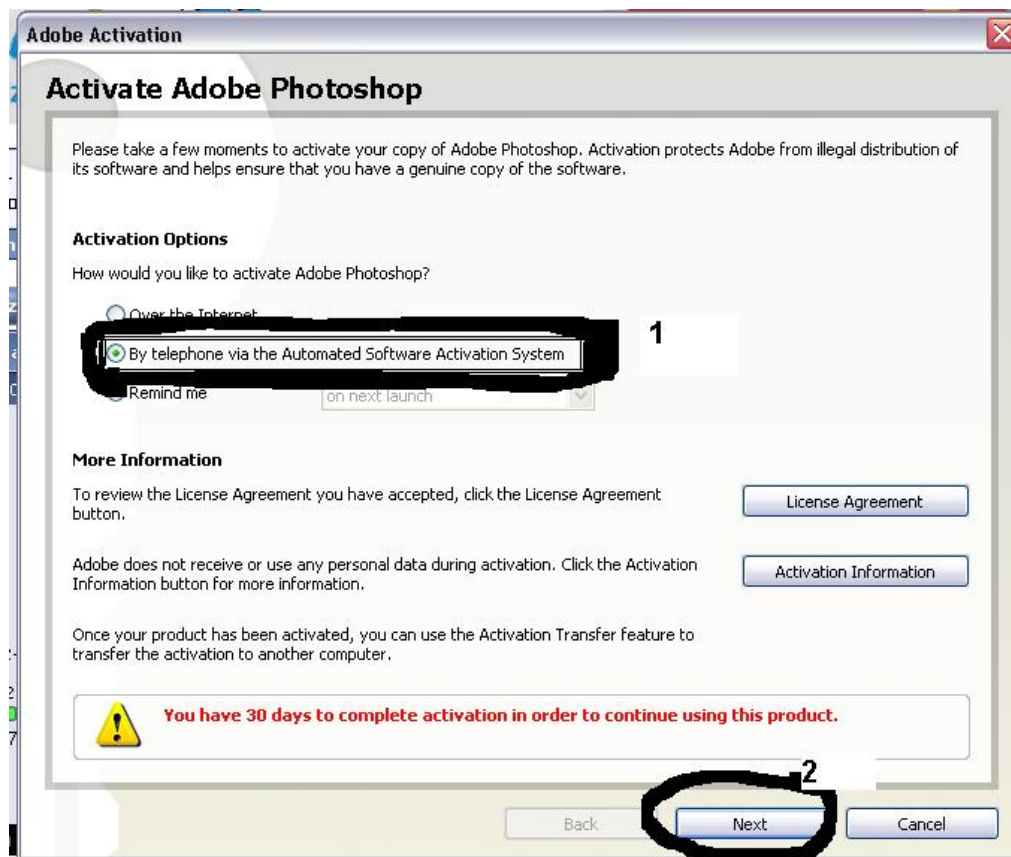 Adobe Activation
Activate Adobe Photoshop
Please take a few moments to activate your copy of Adobe Photoshop. Activation protects Adobe from illegal distribution of
its software and helps ensure that you have a genuine copy of the software.
Activation Options
How would you like to activate Adobe Photoshop?
Over the Internet
1
By telephone via the Automated Software Activation System
Remind me on next launch
More Information
To review the License Agreement you have accepted, click the License Agreement
button.
License Agreement
Adobe does not receive or use any personal data during activation. Click the Activation
Information button for more information.
Activation Information
Once your product has been activated, you can use the Activation Transfer feature to
transfer the activation to another computer.
You have 30 days to complete activation in order to continue using this product.
2
Back Next Cancel